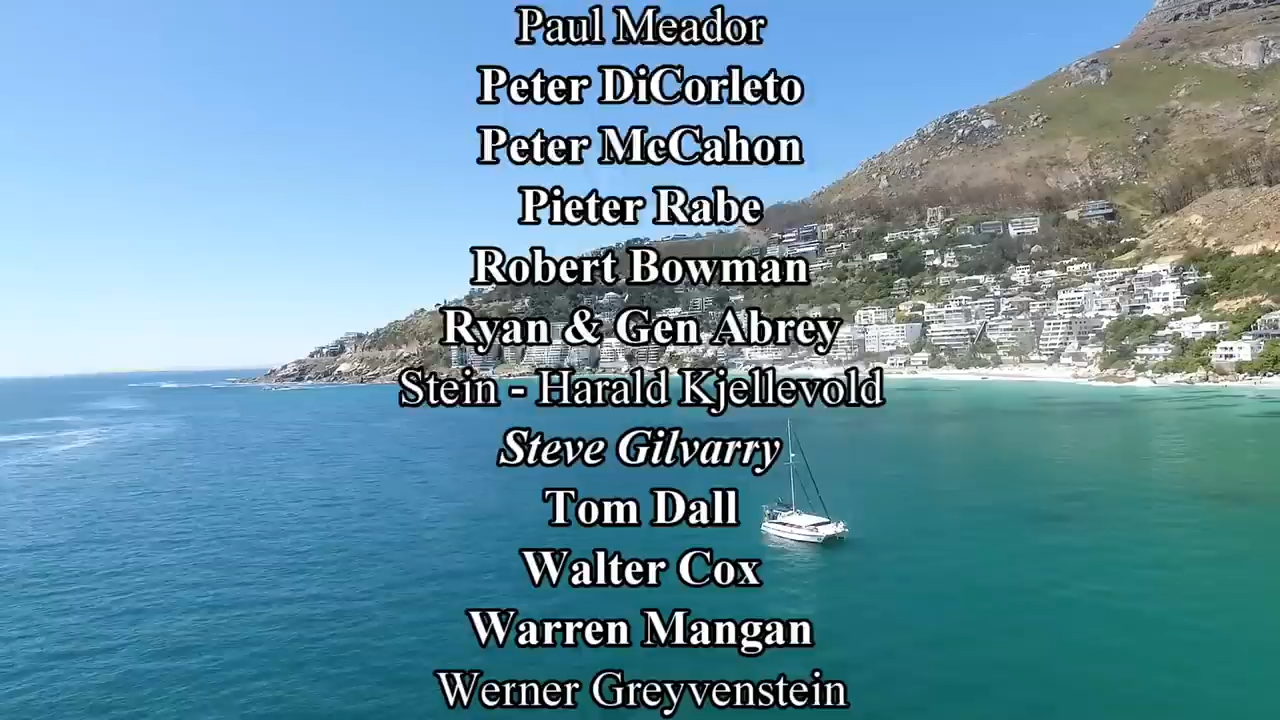 Paul Meador
Peter DiCorleto
Peter McCahon
Pieter Rabe
Robert Bowman
Ryan & Gen Abrey
Stein - Harald Kjellevold
Steve Gilvarry
Tom Dall
Walter Cox
Warren Mangan
Werner Greyvenstein